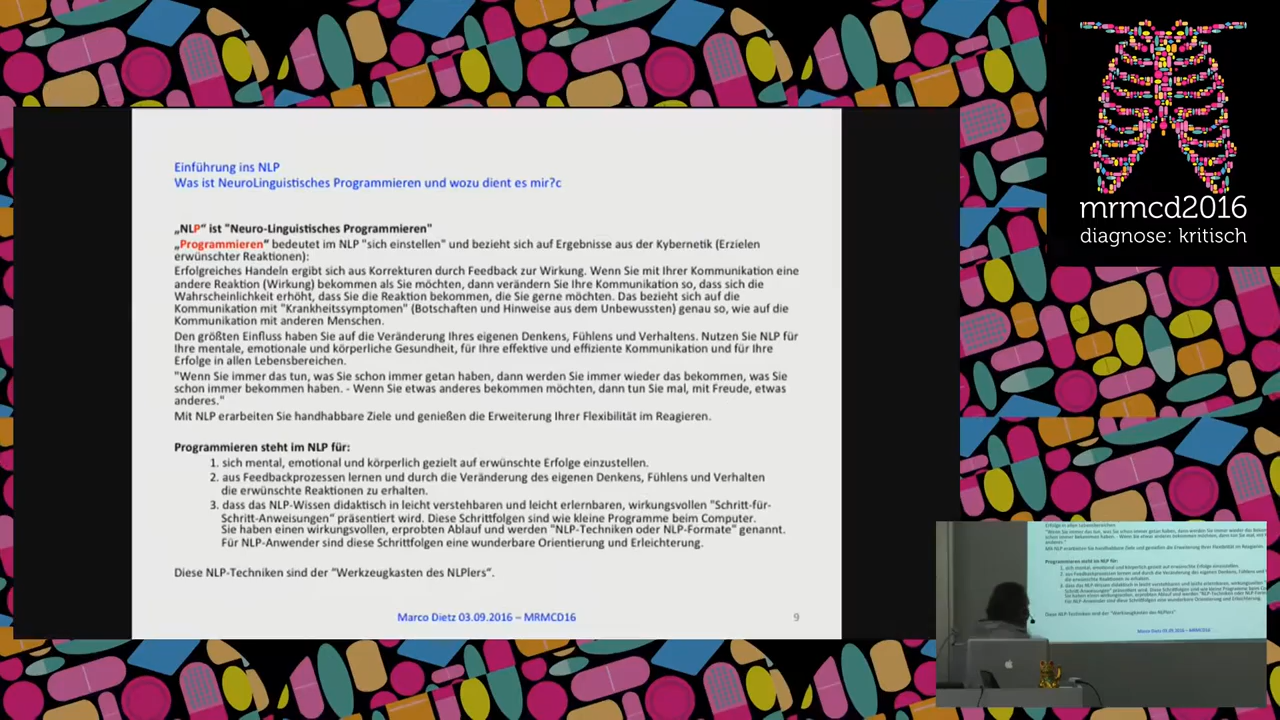 Einführung ins NLP
Was ist NeuroLinguistisches Programmieren und wozu dient es mir?c
„NLP“ ist "Neuro-Linguistisches Programmieren"
„Programmieren“ bedeutet im NLP "sich einstellen" und bezieht sich auf Ergebnisse aus der Kybernetik (Erzielen
erwünschter Reaktionen):
Erfolgreiches Handeln ergibt sich aus Korrekturen durch Feedback zur Wirkung. Wenn Sie mit Ihrer Kommunikation eine
andere Reaktion (Wirkung) bekommen als Sie möchten, dann verändern Sie Ihre Kommunikation so, dass sich die
Wahrscheinlichkeit erhöht, dass Sie die Reaktion bekommen, die Sie gerne möchten. Das bezieht sich auf die
Kommunikation mit "Krankheitssymptomen" (Botschaften und Hinweise aus dem Unbewussten) genau so, wie auf die
Kommunikation mit anderen Menschen.
Den größten Einfluss haben Sie auf die Veränderung Ihres eigenen Denkens, Fühlens und Verhaltens. Nutzen Sie NLP für
Ihre mentale, emotionale und körperliche Gesundheit, für Ihre effektive und effiziente Kommunikation und für Ihre
Erfolge in allen Lebensbereichen.
"Wenn Sie immer das tun, was Sie schon immer getan haben, dann werden Sie immer wieder das bekommen, was Sie
schon immer bekommen haben. - Wenn Sie etwas anderes bekommen möchten, dann tun Sie mal, mit Freude, etwas
anderes."
Mit NLP erarbeiten Sie handhabbare Ziele und genießen die Erweiterung Ihrer Flexibilität im Reagieren.
Programmieren steht im NLP für:
1. sich mental, emotional und körperlich gezielt auf erwünschte Erfolge einzustellen.
2. aus Feedbackprozessen lernen und durch die Veränderung des eigenen Denkens, Fühlens und Verhalten
die erwünschte Reaktionen zu erhalten.
3. dass das NLP-Wissen didaktisch in leicht verstehbaren und leicht erlernbaren, wirkungsvollen "Schritt-für-
Schritt-Anweisungen" präsentiert wird. Diese Schrittfolgen sind wie kleine Programme beim Computer.
Sie haben einen wirkungsvollen, erprobten Ablauf und werden "NLP-Techniken oder NLP-Formate" genannt.
Für NLP-Anwender sind diese Schrittfolgen eine wunderbare Orientierung und Erleichterung.
Diese NLP-Techniken sind der "Werkzeugkasten des NLPlers“.
Marco Dietz 03.09.2016 – MRMCD16
9
mrmcd2016
diagnose: kritisch